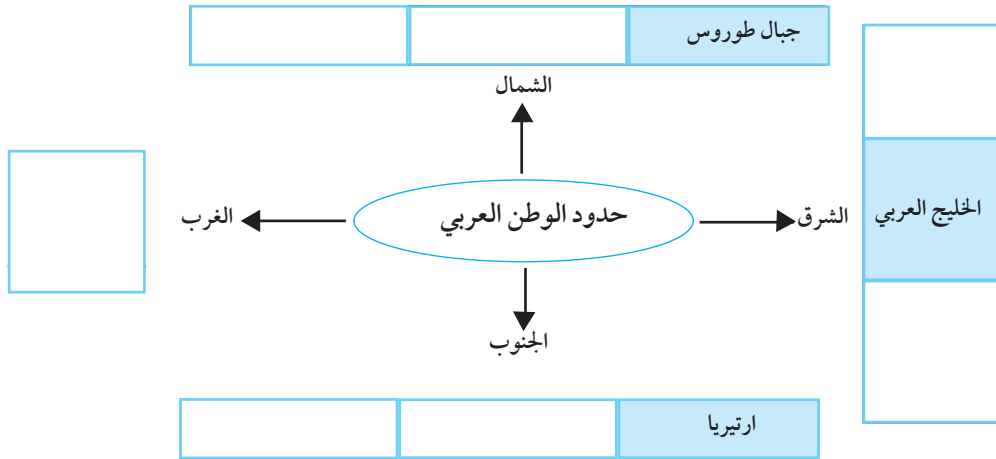 جبال طوروس
الشمال
الخليج العربي
الشرق
حدود الوطن العربي
الغرب
الجنوب
ارتيريا